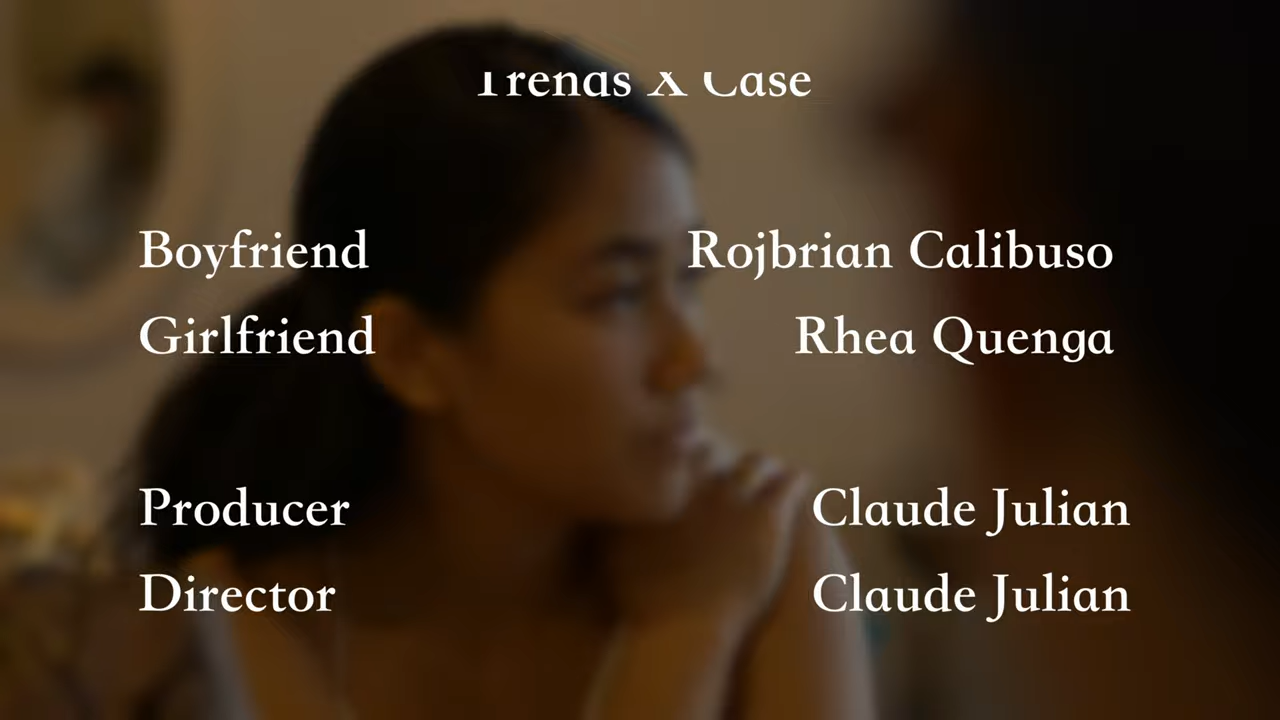 Trends X Case
Boyfriend Rojbrian Calibuso
Girlfriend Rhea Quenga
Producer Claude Julian
Director Claude Julian